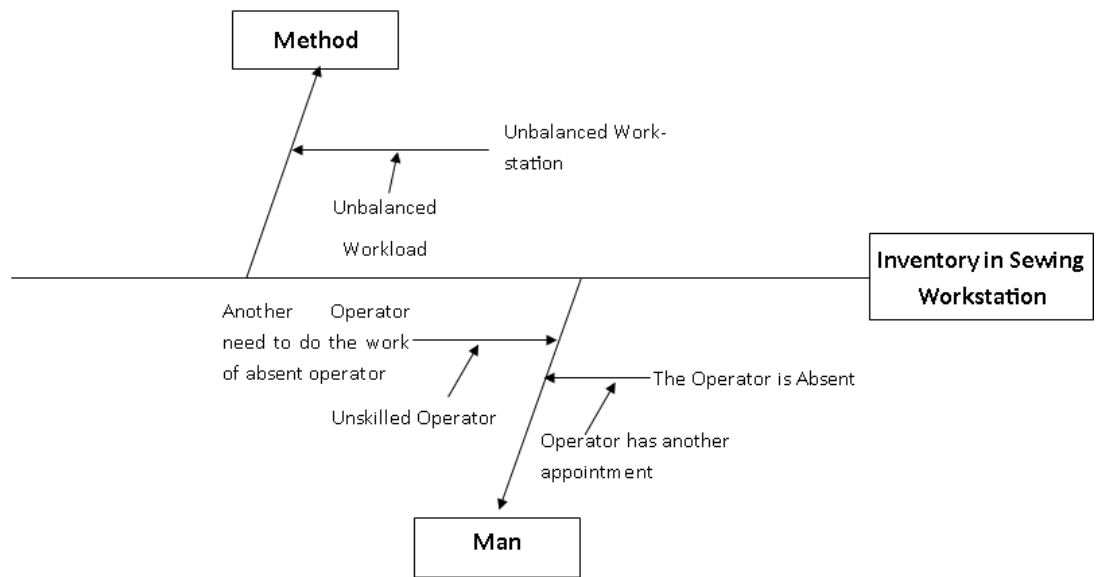 Method
Unbalanced Work-
station
Unbalanced
Workload
Inventory in Sewing
Workstation
Another Operator
need to do the work
of absent operator
The Operator is Absent
Unskilled Operator
Operator has another
appointment
Man